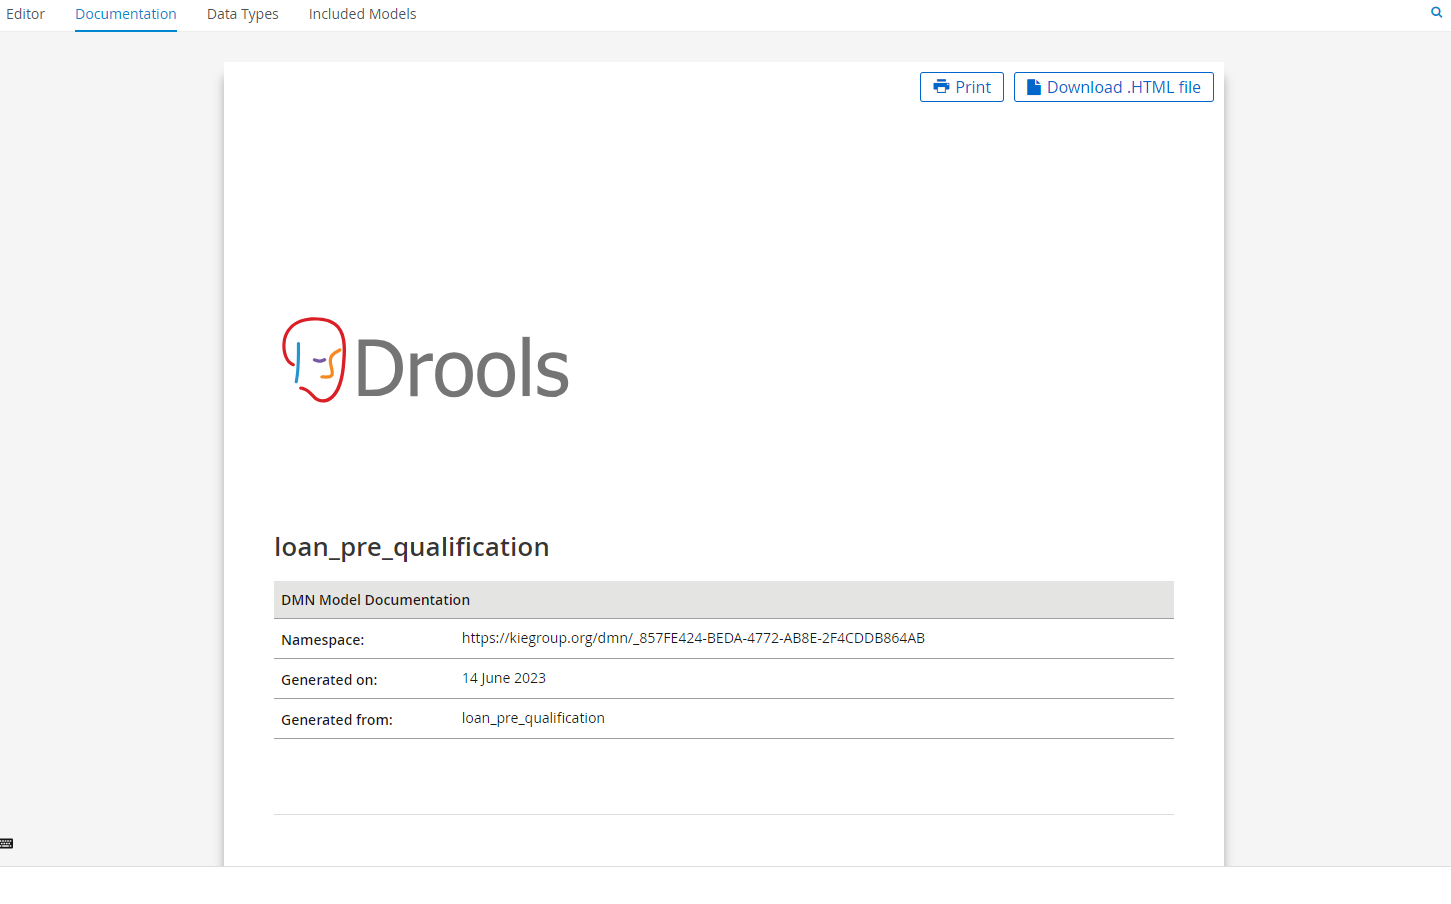 Editor Documentation Data Types Included Models
Print Download .HTML file
Drools
loan_pre_qualification
DMN Model Documentation
Namespace: https://kiegroup.org/dmn/_857FE424-BEDA-4772-AB8E-2F4CDDB864AB
Generated on: 14 June 2023
Generated from: loan_pre_qualification